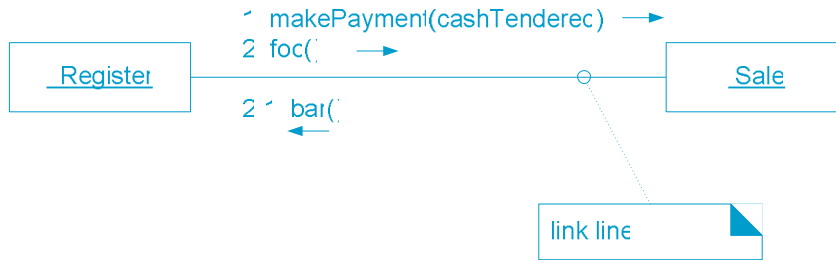 1 makePayment(cashTendered)
2 foo()
Register
Sale
2 1 bar()
link line